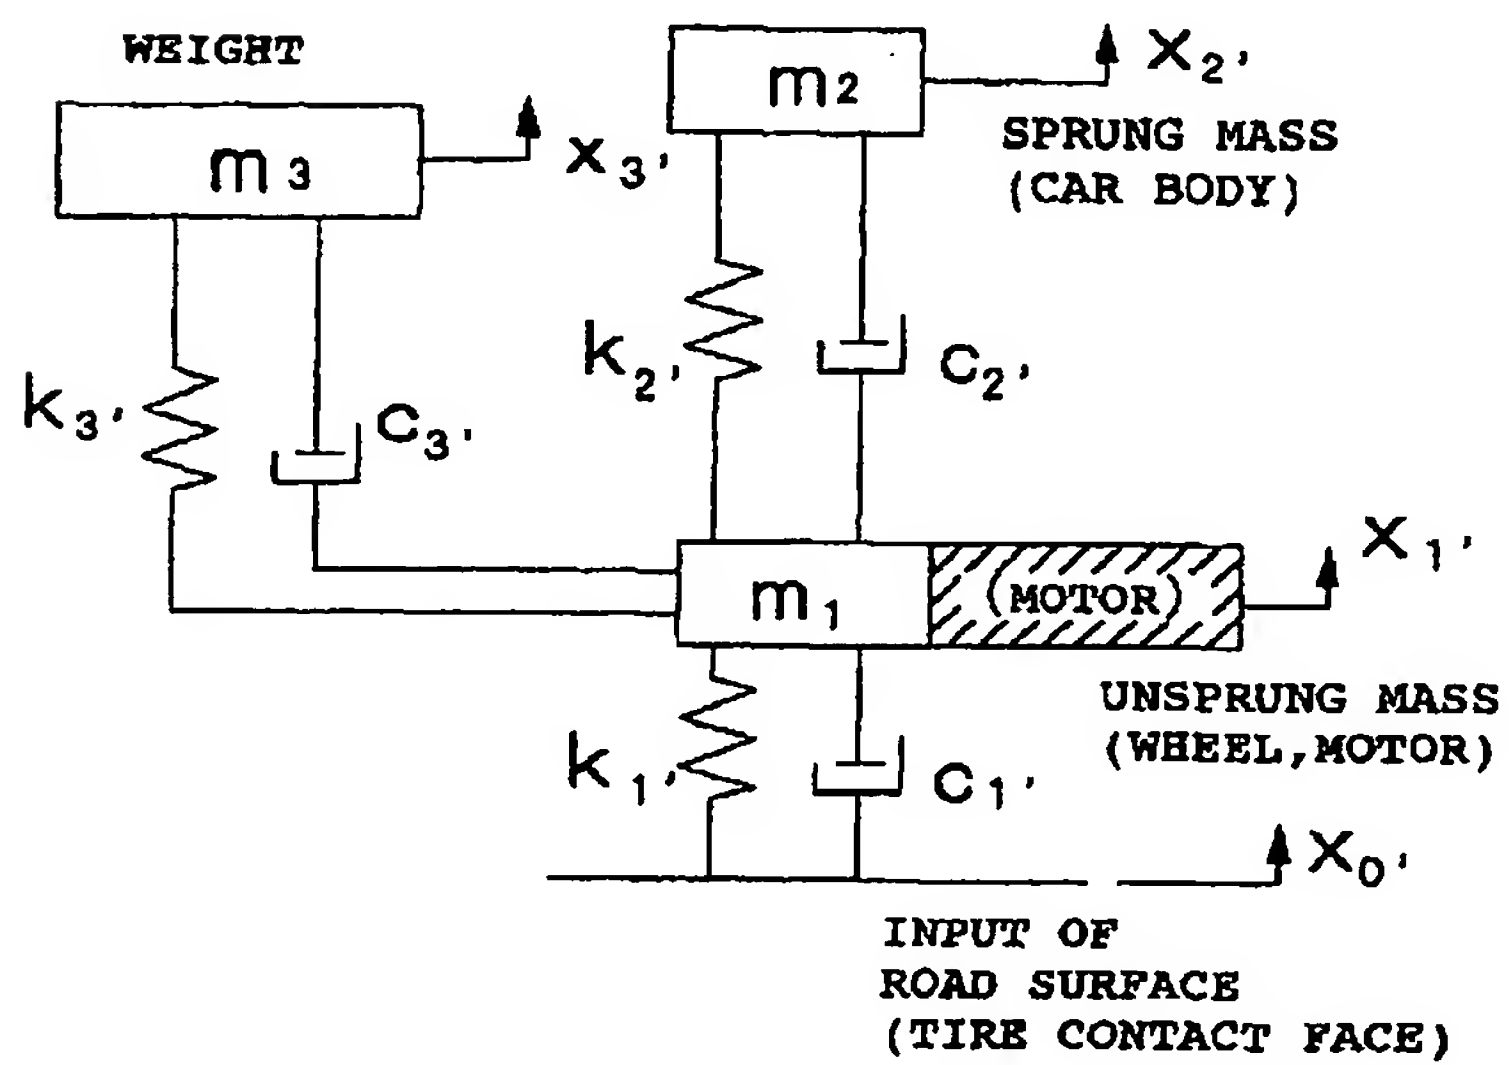 WEIGHT
m3
x3'
m2
X2'
SPRUNG MASS
(CAR BODY)
k3'
C3'
k2'
C2'
m1
(MOTOR)
X1'
UNSPRUNG MASS
(WHEEL,MOTOR)
k1'
C1'
X0'
INPUT OF
ROAD SURFACE
(TIRE CONTACT FACE)